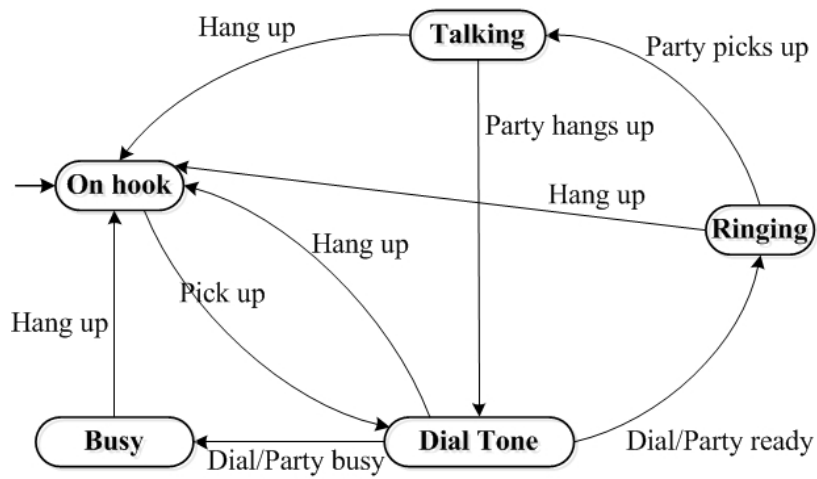 Hang up
Talking
Party picks up
Party hangs up
On hook
Hang up
Ringing
Hang up
Pick up
Hang up
Busy
Dial Tone
Dial/Party ready
Dial/Party busy